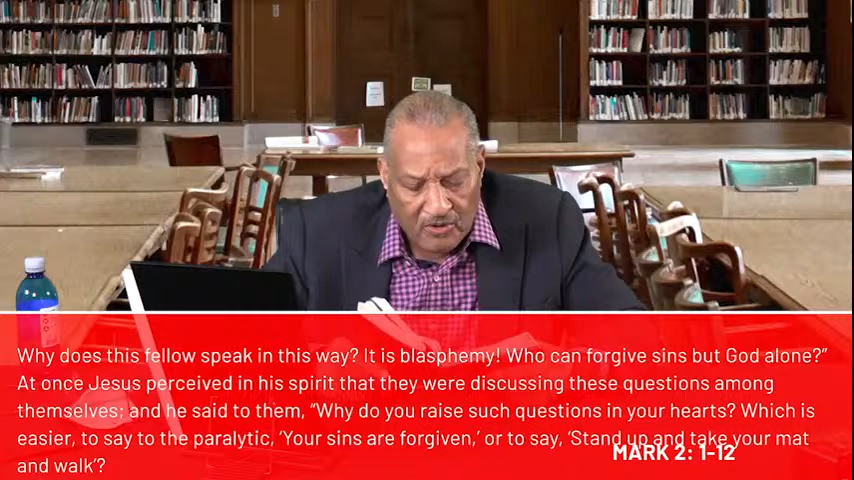 Why does this fellow speak in this way? It is blasphemy! Who can forgive sins but God alone?”
At once Jesus perceived in his spirit that they were discussing these questions among
themselves; and he said to them, “Why do you raise such questions in your hearts? Which is
easier, to say to the paralytic, ‘Your sins are forgiven,’ or to say, ‘Stand up and take your mat
and walk’?
MARK 2: 1-12